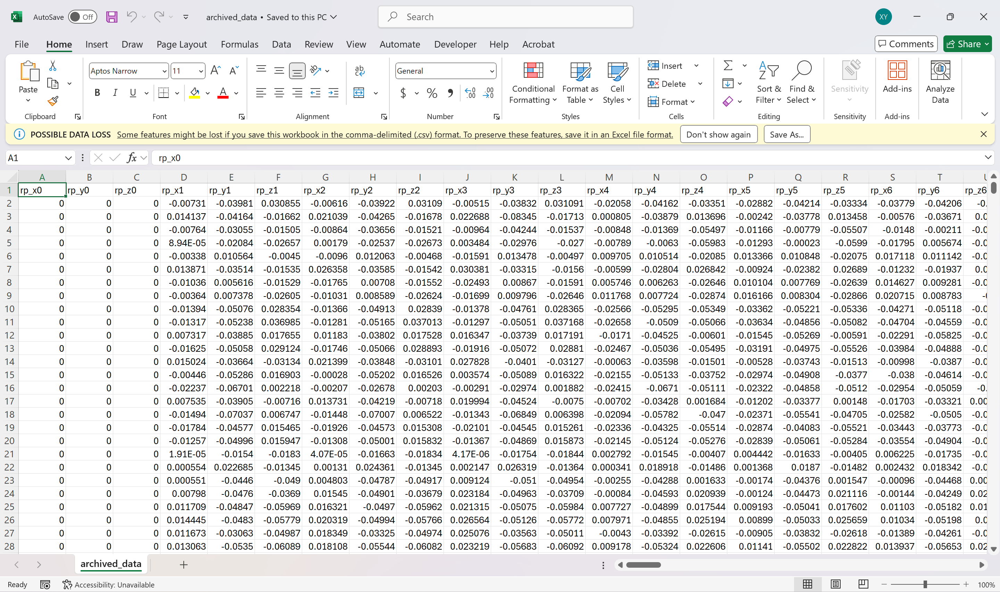 AutoSave Off archived_data • Saved to this PC Search XY
File Home Insert Draw Page Layout Formulas Data Review View Automate Developer Help Acrobat Comments Share
Paste Aptos Narrow 11 General Conditional Formatting Format as Table Cell Styles Insert Delete Format Sort & Filter Find & Select Sensitivity Add-ins Analyze Data
Clipboard Font Alignment Number Styles Cells Editing Sensitivity Add-ins
POSSIBLE DATA LOSS Some features might be lost if you save this workbook in the comma-delimited (.csv) format. To preserve these features, save it in an Excel file format. Don't show again Save As...
A1 fx rp_x0
A B C D E F G H I J K L M N O P Q R S T
1 rp_x0 rp_y0 rp_z0 rp_x1 rp_y1 rp_z1 rp_x2 rp_y2 rp_z2 rp_x3 rp_y3 rp_z3 rp_x4 rp_y4 rp_z4 rp_x5 rp_y5 rp_z5 rp_x6 rp_y6 rp_z6
2 0 0 0 -0.00731 -0.03981 0.030855 -0.00616 -0.03922 0.03109 -0.00515 -0.03832 0.031091 -0.02058 -0.04162 -0.03351 -0.02882 -0.04214 -0.03334 -0.03779 -0.04206 -0.
3 0 0 0 0.014137 -0.04164 -0.01662 0.021039 -0.04265 -0.01678 0.022688 -0.08345 -0.01713 0.000805 -0.03879 0.013696 -0.00242 -0.03778 0.013458 -0.00576 -0.03671 0.0
4 0 0 0 -0.00764 -0.03055 -0.01505 -0.00864 -0.03656 -0.01521 -0.00964 -0.04244 -0.01537 -0.00848 -0.01369 -0.05497 -0.01166 -0.00779 -0.05507 -0.0148 -0.00211 -0.0
5 0 0 0 8.94E-05 -0.02084 -0.02657 0.00179 -0.02537 -0.02673 0.003484 -0.02976 -0.027 -0.00789 -0.0063 -0.05983 -0.01293 -0.00023 -0.0599 -0.01795 0.005674 -0.0
6 0 0 0 -0.00338 0.010564 -0.0045 -0.0096 0.012063 -0.00468 -0.01591 0.013478 -0.00497 0.009705 0.010514 -0.02085 0.013366 0.010848 -0.02075 0.017118 0.011142 -0.0
7 0 0 0 0.013871 -0.03514 -0.01535 0.026358 -0.03585 -0.01542 0.030381 -0.03315 -0.0156 -0.00599 -0.02804 0.026842 -0.00924 -0.02382 0.02689 -0.01232 -0.01937 0.0
8 0 0 0 -0.01036 0.005616 -0.01529 -0.01765 0.00708 -0.01552 -0.02493 0.00867 -0.01591 0.005746 0.006263 -0.02646 0.010104 0.007769 -0.02639 0.014627 0.009281 -0.0
9 0 0 0 -0.00364 0.007378 -0.02605 -0.01031 0.008589 -0.02624 -0.01699 0.009796 -0.02646 0.011768 0.007724 -0.02874 0.016166 0.008304 -0.02866 0.020715 0.008783
10 0 0 0 -0.01394 -0.05076 0.028354 -0.01366 -0.04913 0.02839 -0.01378 -0.04761 0.028365 -0.02566 -0.05295 -0.05349 -0.03362 -0.05221 -0.05336 -0.04271 -0.05118 -0.0
11 0 0 0 -0.01317 -0.05238 0.036985 -0.01281 -0.05165 0.037013 -0.01297 -0.05051 0.037168 -0.02658 -0.0509 -0.05066 -0.03634 -0.04856 -0.05082 -0.04704 -0.04559 -0.0
12 0 0 0 0.007317 -0.03885 0.017655 0.01183 -0.03802 0.017528 0.016347 -0.03739 0.017191 -0.0171 -0.04525 -0.00601 -0.01545 -0.05269 -0.00591 -0.02291 -0.05825 -0.0
13 0 0 0 -0.01625 -0.05058 0.029124 -0.01746 -0.05066 0.028893 -0.01916 -0.05072 0.02881 -0.02467 -0.05036 -0.05495 -0.03191 -0.04975 -0.05526 -0.03984 -0.04888 -0.0
14 0 0 0 0.015024 -0.03664 -0.03134 0.021399 -0.03848 -0.03101 0.027828 -0.0401 -0.03127 -0.00063 -0.03598 -0.01501 -0.00528 -0.03743 -0.01513 -0.00998 -0.0387 -0.0
15 0 0 0 -0.00446 -0.05286 0.016903 -0.00028 -0.05202 0.016526 0.003574 -0.05089 0.016322 -0.02155 -0.05133 -0.03752 -0.02974 -0.04908 -0.0377 -0.038 -0.04614 -0.0
16 0 0 0 -0.02237 -0.06701 0.002218 -0.00207 -0.02678 0.00203 -0.00291 -0.02974 0.001882 -0.02415 -0.0671 -0.05111 -0.02322 -0.04858 -0.0512 -0.02954 -0.05059 -0.
17 0 0 0 0.007535 -0.03905 -0.00716 0.013731 -0.04219 -0.00718 0.019994 -0.04524 -0.0075 -0.00702 -0.03428 0.001684 -0.01202 -0.03377 0.00148 -0.01703 -0.03321 0.00
18 0 0 0 -0.01494 -0.07037 0.006747 -0.01448 -0.07007 0.006522 -0.01343 -0.06849 0.006398 -0.02094 -0.05782 -0.047 -0.02371 -0.05541 -0.04705 -0.02582 -0.0505 -0.0
19 0 0 0 -0.01784 -0.04577 0.015465 -0.01926 -0.04573 0.015308 -0.02101 -0.04545 0.015261 -0.02336 -0.04325 -0.05514 -0.02874 -0.04083 -0.05521 -0.03443 -0.03773 -0.0
20 0 0 0 -0.01257 -0.04996 0.015947 -0.01308 -0.05001 0.015832 -0.01367 -0.04869 0.015873 -0.02145 -0.05124 -0.05276 -0.02839 -0.05061 -0.05284 -0.03554 -0.04904 -0.0
21 0 0 0 1.91E-05 -0.0154 -0.0183 4.07E-05 -0.01663 -0.01834 4.17E-06 -0.01754 -0.01844 0.002792 -0.01545 -0.00407 0.004442 -0.01633 -0.00405 0.006225 -0.01735 -0.0
22 0 0 0 0.000554 0.022685 -0.01345 0.00131 0.024361 -0.01345 0.002147 0.026319 -0.01364 0.000341 0.018918 -0.01486 0.001368 0.0187 -0.01482 0.002432 0.018342 -0.0
23 0 0 0 0.000551 -0.0446 -0.049 0.004803 -0.04787 -0.04917 0.009124 -0.051 -0.04954 -0.00255 -0.04288 0.001633 -0.00174 -0.04376 0.001547 -0.00096 -0.04468 0.00
24 0 0 0 0.00798 -0.0476 -0.0369 0.01545 -0.04901 -0.03679 0.023184 -0.04963 -0.03709 -0.00084 -0.04593 0.020939 -0.00124 -0.04473 0.021116 -0.00144 -0.04249 0.02
25 0 0 0 0.011709 -0.04847 -0.05969 0.016321 -0.0497 -0.05962 0.021315 -0.05075 -0.05984 0.007727 -0.04899 0.017544 0.009193 -0.05041 0.017602 0.01103 -0.05182 0.01
26 0 0 0 0.014445 -0.0483 -0.05779 0.020319 -0.04994 -0.05766 0.026564 -0.05126 -0.05772 0.007971 -0.04855 0.025194 0.00899 -0.05033 0.025659 0.01034 -0.05198 0.0
27 0 0 0 0.011673 -0.03063 -0.04987 0.018349 -0.03325 -0.04974 0.025076 -0.03563 -0.05011 -0.0043 -0.03392 -0.02615 -0.00905 -0.03832 -0.02618 -0.01389 -0.04261 -0.0
28 0 0 0 0.013063 -0.0535 -0.06089 0.018108 -0.05544 -0.06082 0.023219 -0.05683 -0.06092 0.009178 -0.05324 0.022606 0.01141 -0.05502 0.022822 0.013937 -0.05653 0.02
archived_data
Ready Accessibility: Unavailable 100%